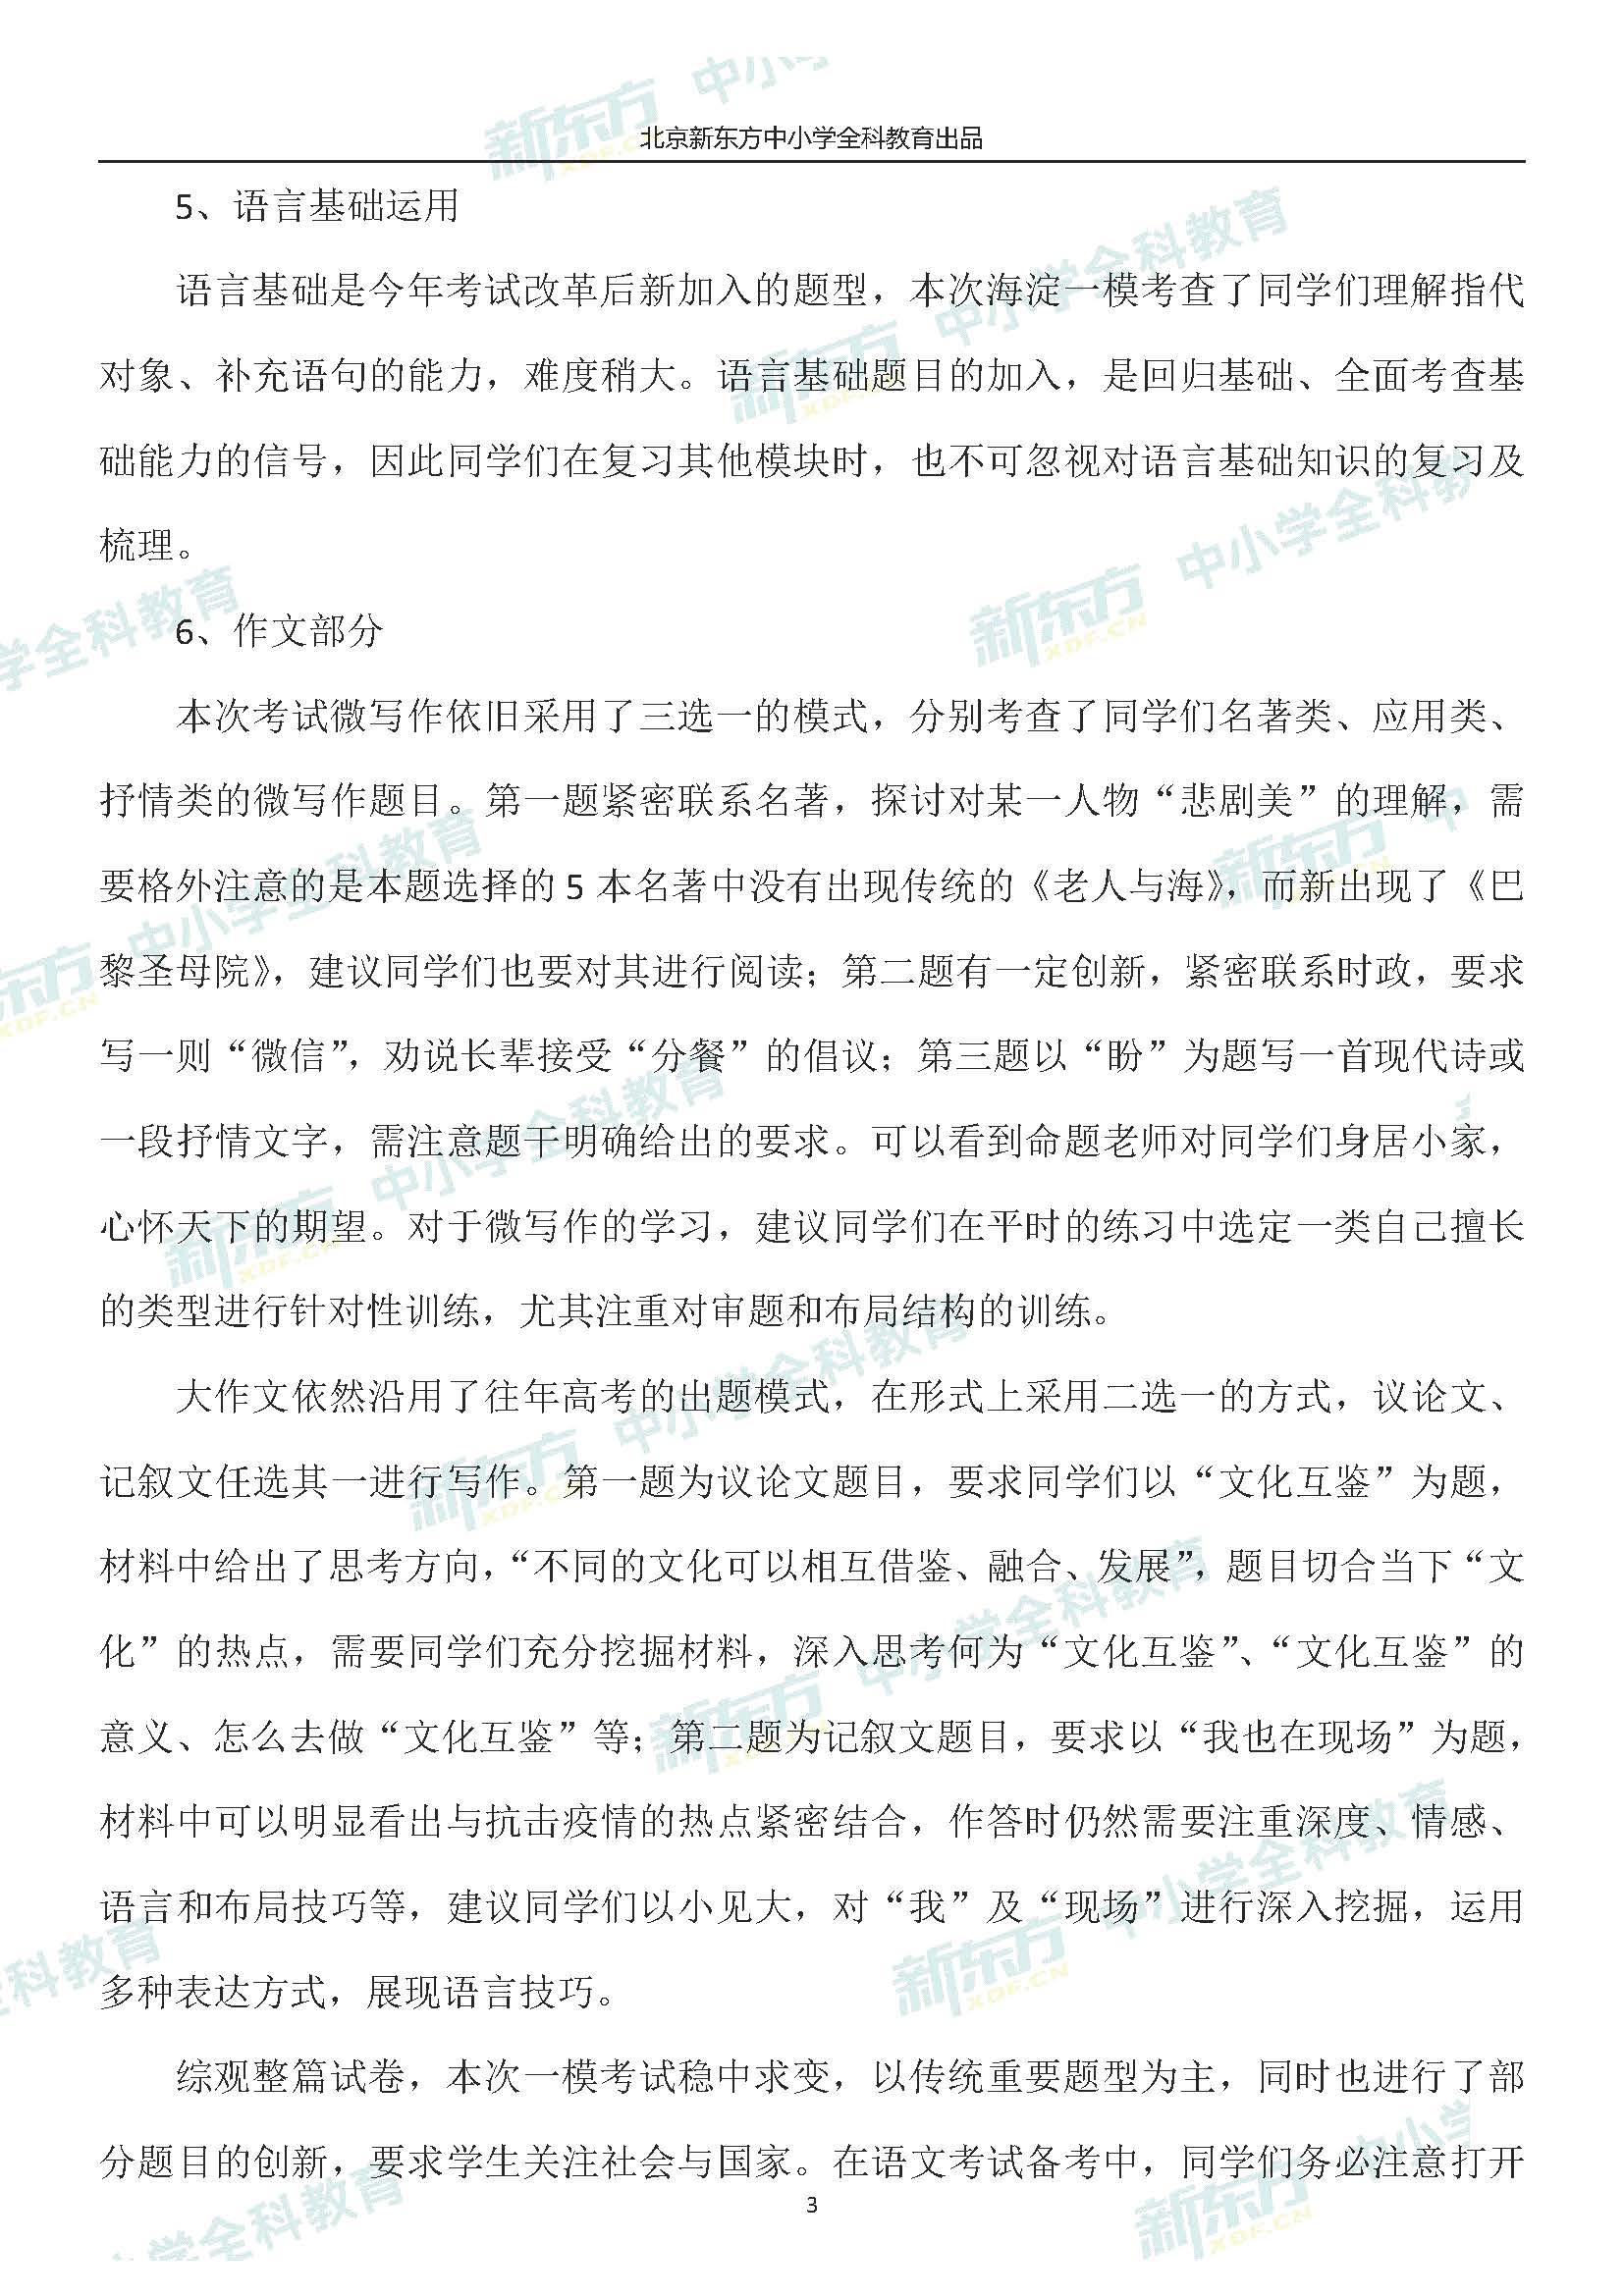 北京新东方中小学全科教育出品
5、语言基础运用
语言基础是今年考试改革后新加入的题型，本次海淀一模考查了同学们理解指代
对象、补充语句的能力，难度稍大。语言基础题目的加入，是回归基础、全面考查基
础能力的信号，因此同学们在复习其他模块时，也不可忽视对语言基础知识的复习及
梳理。
6、作文部分
本次考试微写作依旧采用了三选一的模式，分别考查了同学们名著类、应用类、
抒情类的微写作题目。第一题紧密联系名著，探讨对某一人物“悲剧美”的理解，需
要格外注意的是本题选择的 5 本名著中没有出现传统的《老人与海》，而新出现了《巴
黎圣母院》，建议同学们也要对其进行阅读；第二题有一定创新，紧密联系时政，要求
写一则“微信”，劝说长辈接受“分餐”的倡议；第三题以“盼”为题写一首现代诗或
一段抒情文字，需注意题干明确给出的要求。可以看到命题老师对同学们身居小家，
心怀天下的期望。对于微写作的学习，建议同学们在平时的练习中选定一类自己擅长
的类型进行针对性训练，尤其注重对审题和布局结构的训练。
大作文依然沿用了往年高考的出题模式，在形式上采用二选一的方式，议论文、
记叙文任选其一进行写作。第一题为议论文题目，要求同学们以“文化互鉴”为题，
材料中给出了思考方向，“不同的文化可以相互借鉴、融合、发展”，题目切合当下“文
化”的热点，需要同学们充分挖掘材料，深入思考何为“文化互鉴”、“文化互鉴”的
意义、怎么去做“文化互鉴”等；第二题为记叙文题目，要求以“我也在现场”为题，
材料中可以明显看出与抗击疫情的热点紧密结合，作答时仍然需要注重深度、情感、
语言和布局技巧等，建议同学们以小见大，对“我”及“现场”进行深入挖掘，运用
多种表达方式，展现语言技巧。
综观整篇试卷，本次一模考试稳中求变，以传统重要题型为主，同时也进行了部
分题目的创新，要求学生关注社会与国家。在语文考试备考中，同学们务必注意打开
3
新东方 XDF.CN 中小学全科教育